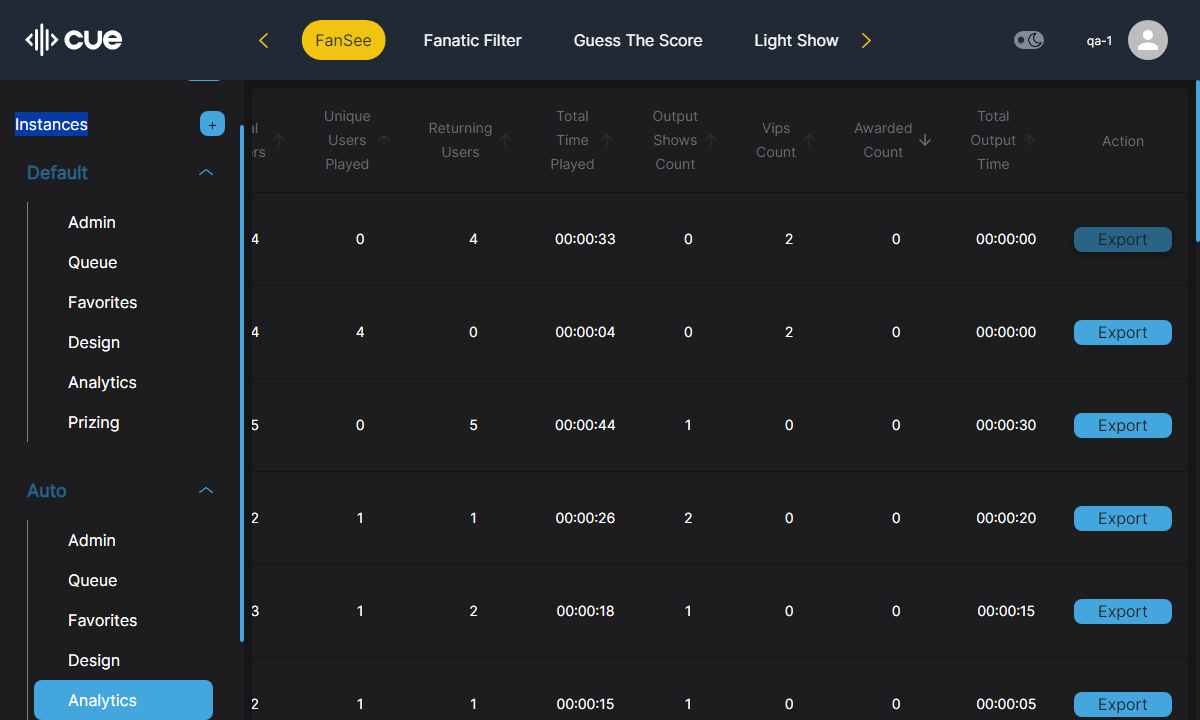 cue
FanSee
Fanatic Filter
Guess The Score
Light Show
qa-1
Instances
+
Default
Admin
Queue
Favorites
Design
Analytics
Prizing
Auto
Admin
Queue
Favorites
Design
Analytics
Unique
Users
Played
Returning
Users
Total
Time
Played
Output
Shows
Count
Vips
Count
Awarded
Count
Total
Output
Time
Action
4 0 4 00:00:33 0 2 0 00:00:00 Export
4 4 0 00:00:04 0 2 0 00:00:00 Export
5 0 5 00:00:44 1 0 0 00:00:30 Export
2 1 1 00:00:26 2 0 0 00:00:20 Export
3 1 2 00:00:18 1 0 0 00:00:15 Export
2 1 1 00:00:15 1 0 0 00:00:05 Export